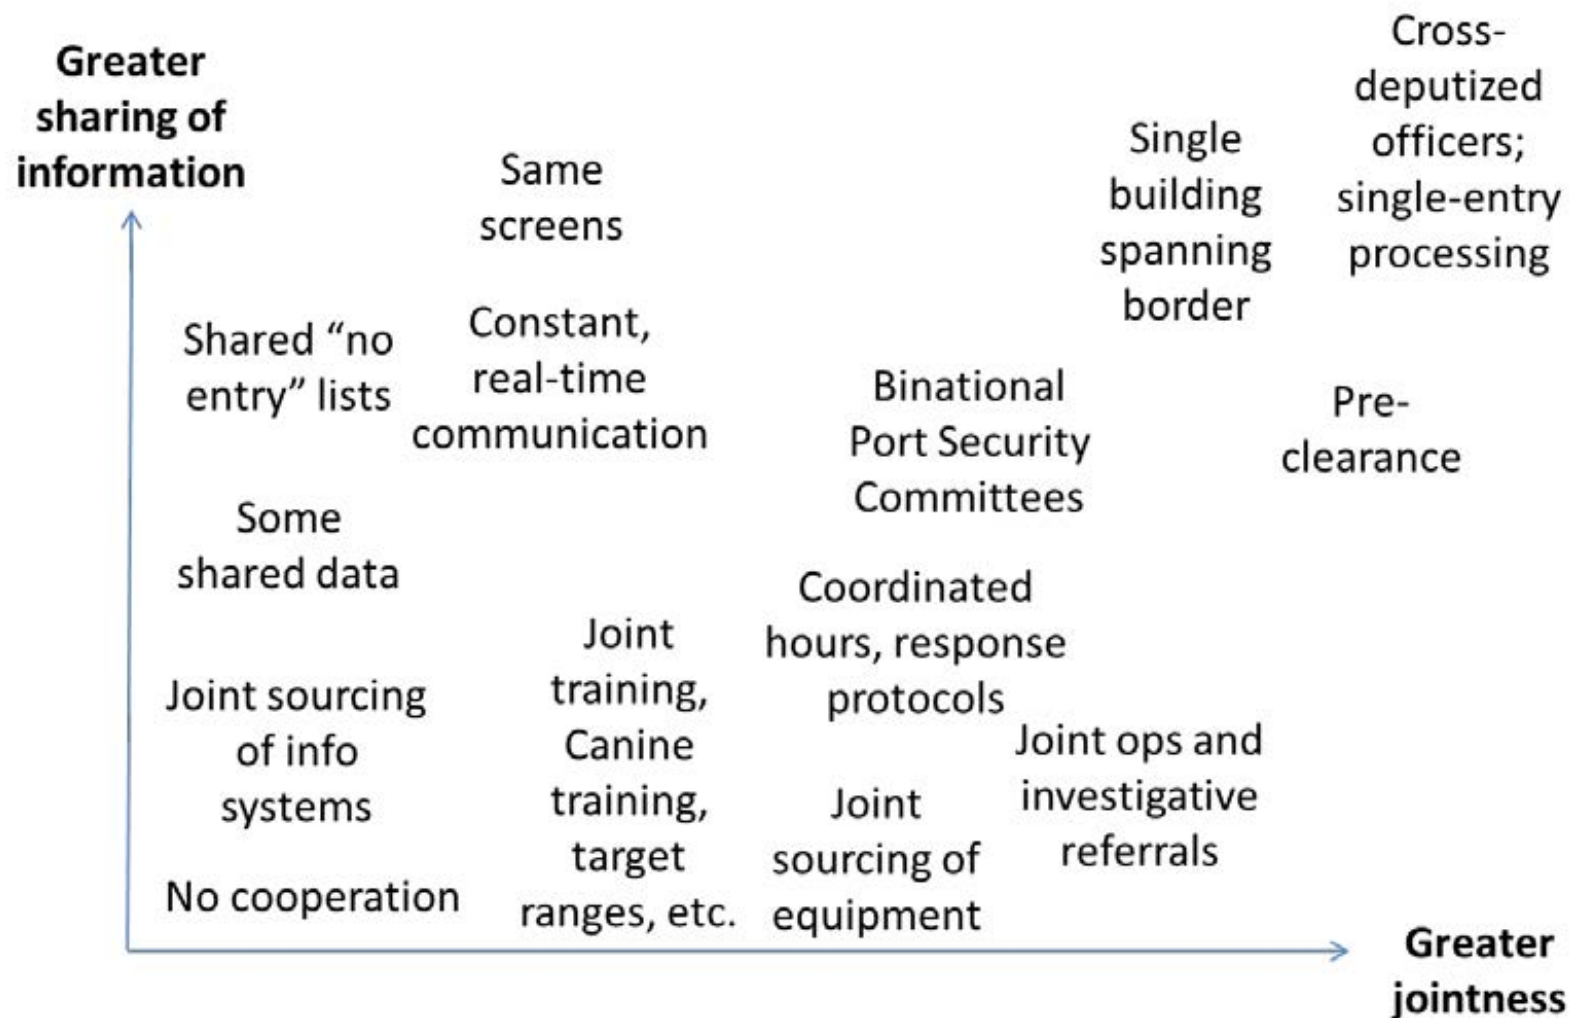 Greater
sharing of
information
Same
screens
Single
building
spanning
border
Cross-
deputized
officers;
single-entry
processing
Shared “no
entry” lists
Constant,
real-time
communication
Binational
Port Security
Committees
Pre-
clearance
Some
shared data
Joint
training,
Canine
training,
target
ranges, etc.
Coordinated
hours, response
protocols
Joint sourcing
of info
systems
Joint
sourcing of
equipment
Joint ops and
investigative
referrals
No cooperation
Greater
jointness